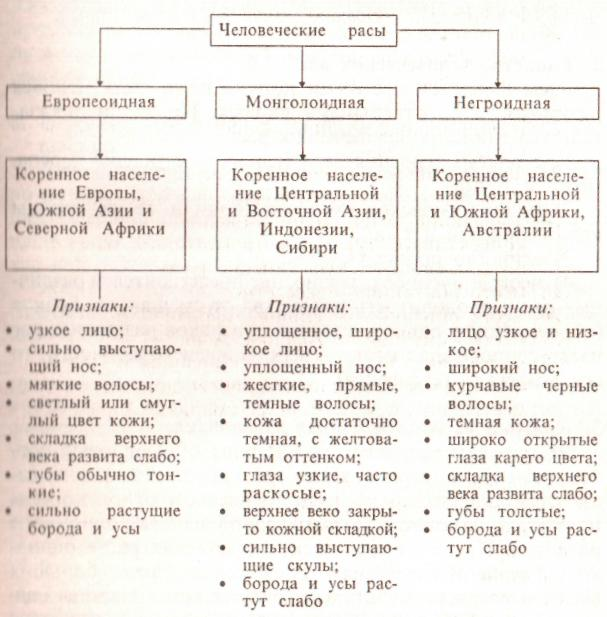 Человеческие расы
Европеоидная
Монголоидная
Негроидная
Коренное населе-
ние Европы,
Южной Азии и
Северной Африки
Коренное населе-
ние Центральной
и Восточной Азии,
Индонезии,
Сибири
Коренное населе-
ние Центральной
и Южной Африки,
Австралии
Признаки:
• узкое лицо;
• сильно выступаю-
щий нос;
• мягкие волосы;
• светлый или смуг-
лый цвет кожи;
• складка верхнего
века развита слабо;
• губы обычно тон-
кие;
• сильно растущие
борода и усы
Признаки:
• уплощенное, широ-
кое лицо;
• уплощенный нос;
• жесткие, прямые,
темные волосы;
• кожа достаточно
темная, с желтова-
тым оттенком;
• глаза узкие, часто
раскосые;
• верхнее веко закры-
то кожной складкой;
• сильно выступаю-
щие скулы;
• борода и усы рас-
тут слабо
Признаки:
• лицо узкое и низ-
кое;
• широкий нос;
• курчавые черные
волосы;
• темная кожа;
• широко открытые
глаза карего цвета;
• складка верхнего
века развита слабо;
• губы толстые;
• борода и усы рас-
тут слабо